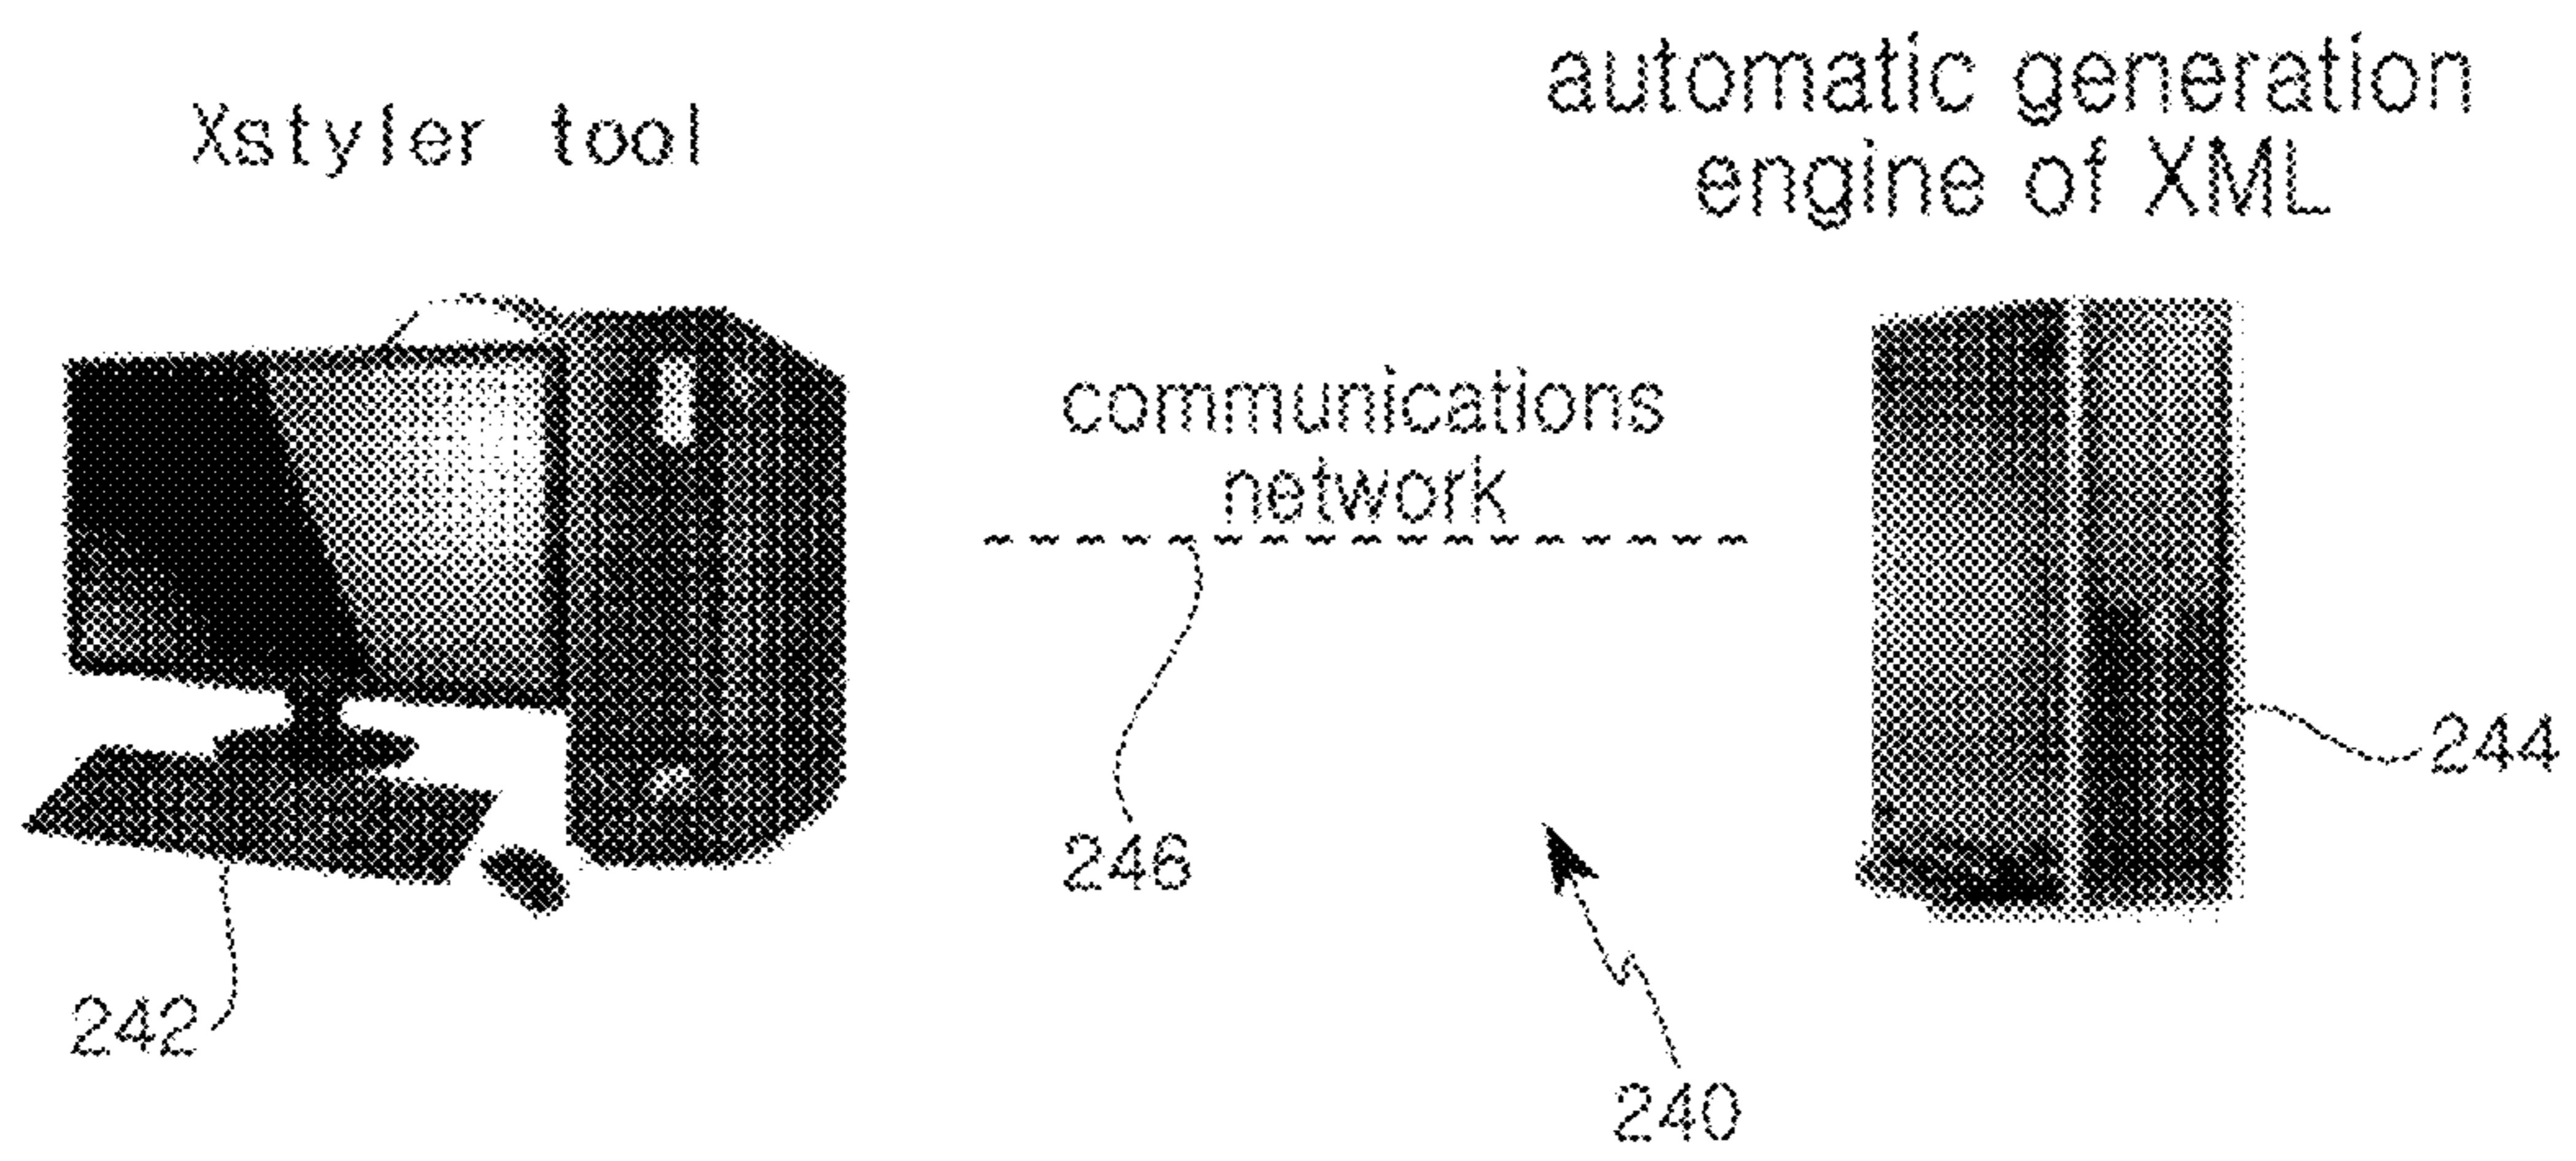 Xstyler tool
automatic generation
engine of XML
communications
network
246
244
242
240